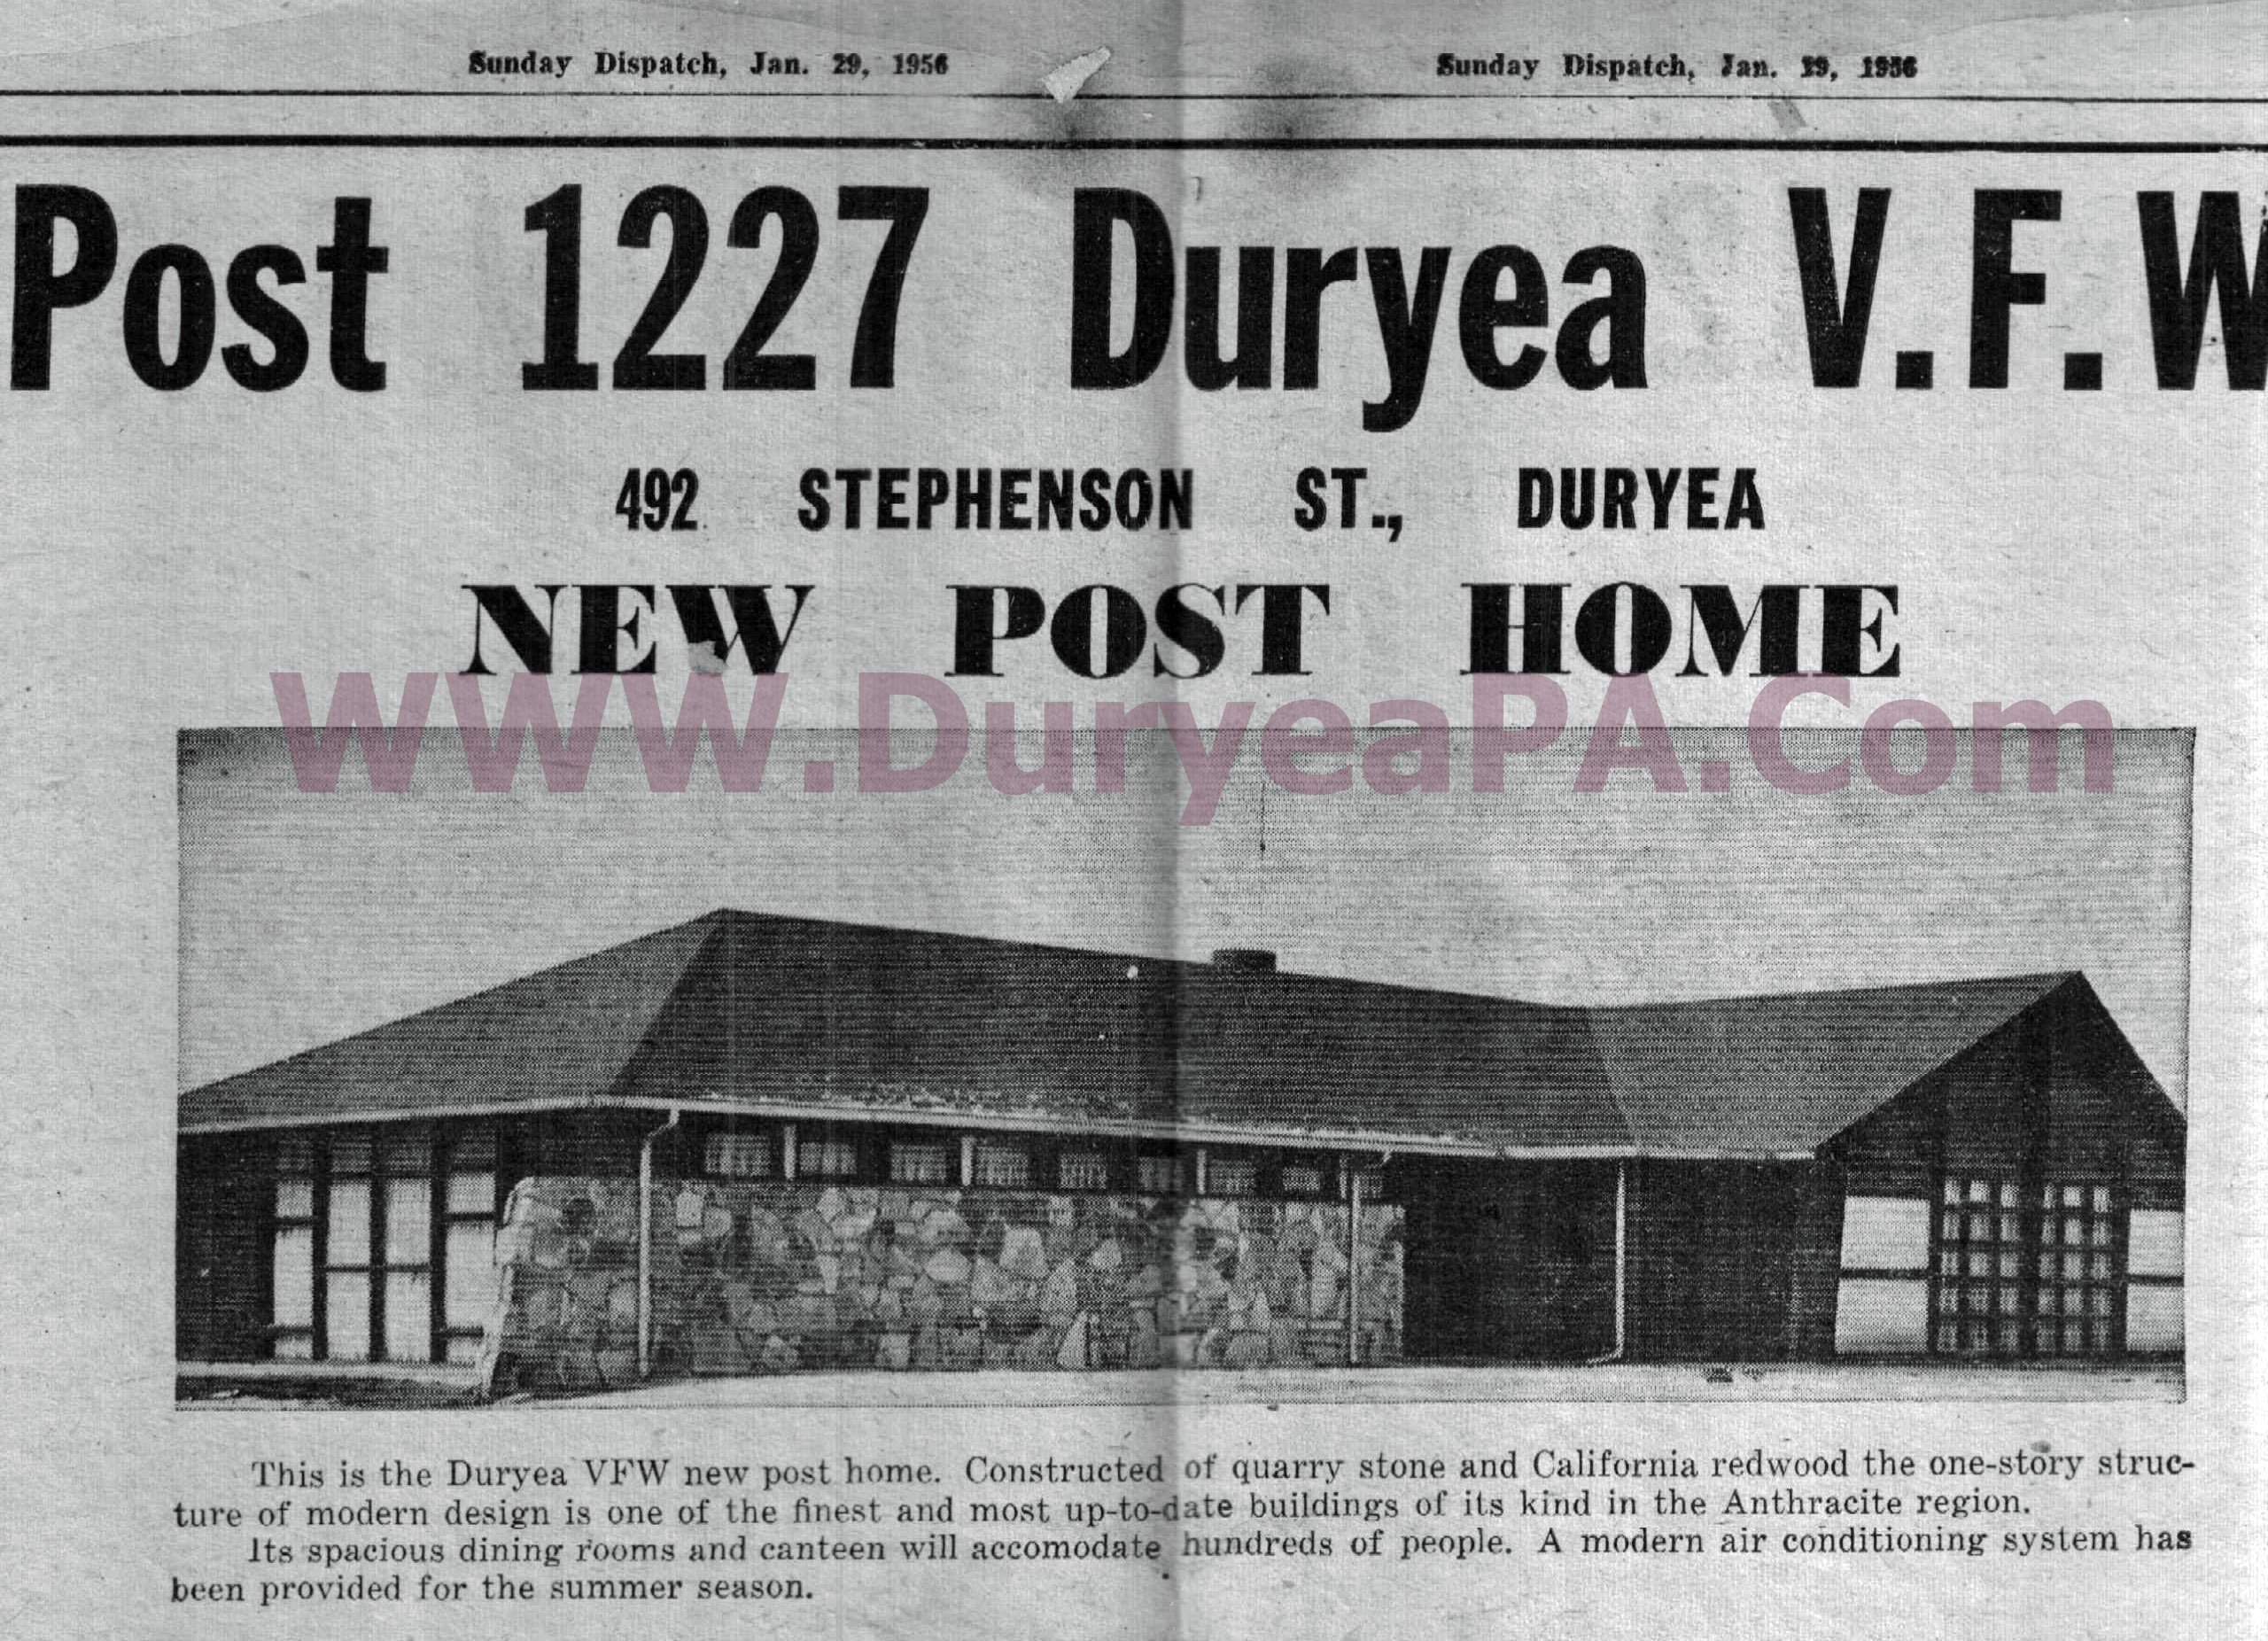 Sunday Dispatch, Jan. 29, 1956
Sunday Dispatch, Jan. 29, 1956
Post 1227 Duryea V.F.W
492 STEPHENSON ST., DURYEA
NEW POST HOME
WWW.DuryeaPA.Com
This is the Duryea VFW new post home. Constructed of quarry stone and California redwood the one-story struc-
ture of modern design is one of the finest and most up-to-date buildings of its kind in the Anthracite region.
Its spacious dining rooms and canteen will accomodate hundreds of people. A modern air conditioning system has
been provided for the summer season.